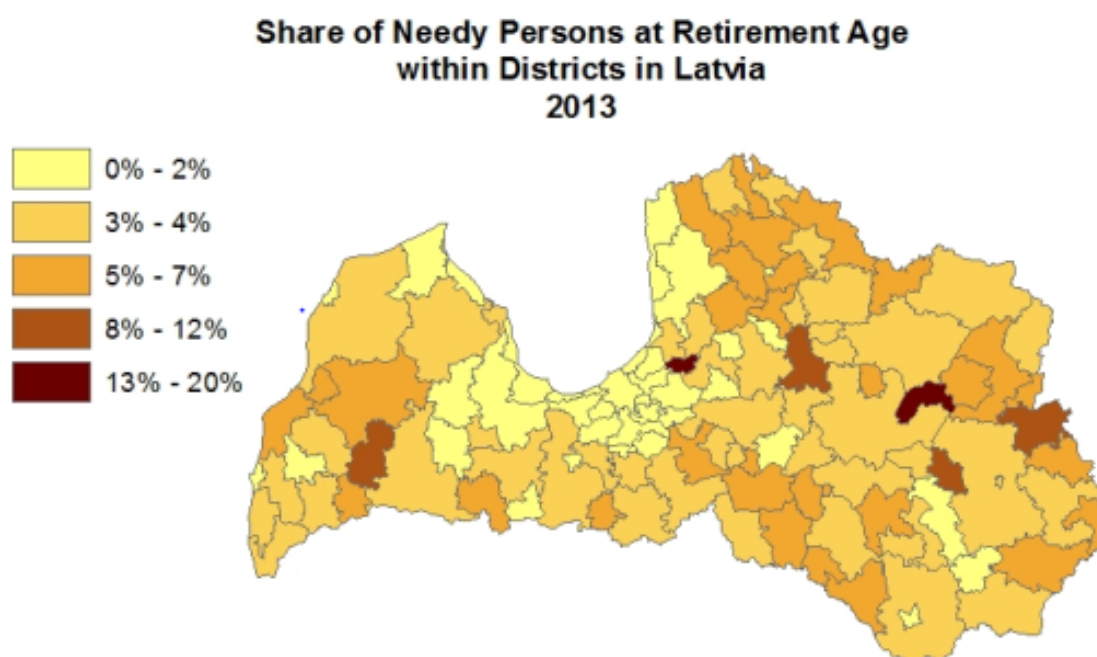 Share of Needy Persons at Retirement Age
within Districts in Latvia
2013
0% - 2%
3% - 4%
5% - 7%
8% - 12%
13% - 20%